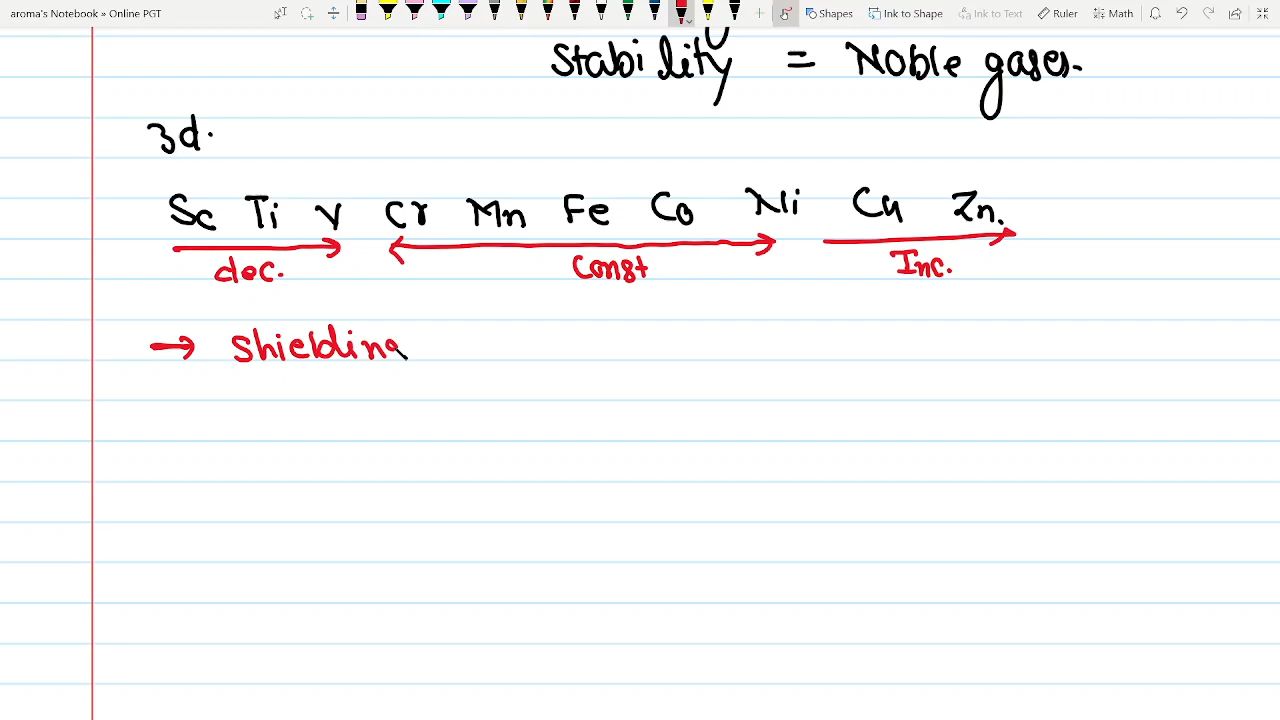 aroma's Notebook » Online PGT Shapes Ink to Shape Ink to Text Ruler Math
Stability = Noble gases.
3d.
Sc Ti V Cr Mn Fe Co Ni Cu Zn.
dec. Const Inc.
→ Shielding